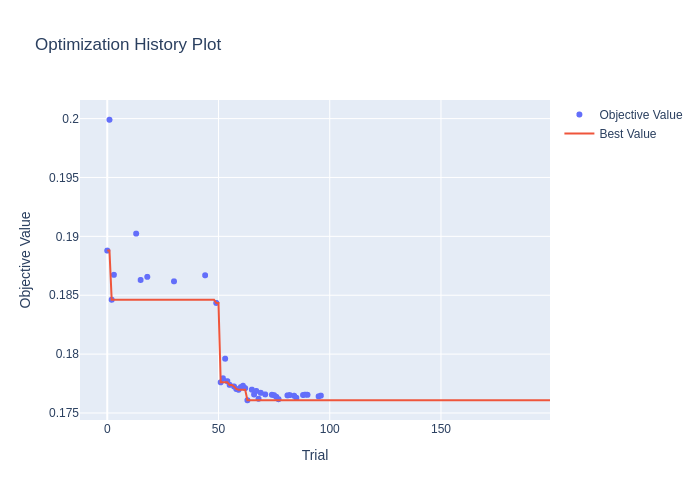 Optimization History Plot
Objective Value
Best Value
0.2
0.195
0.19
0.185
0.18
0.175
Objective Value
0
50
100
150
Trial